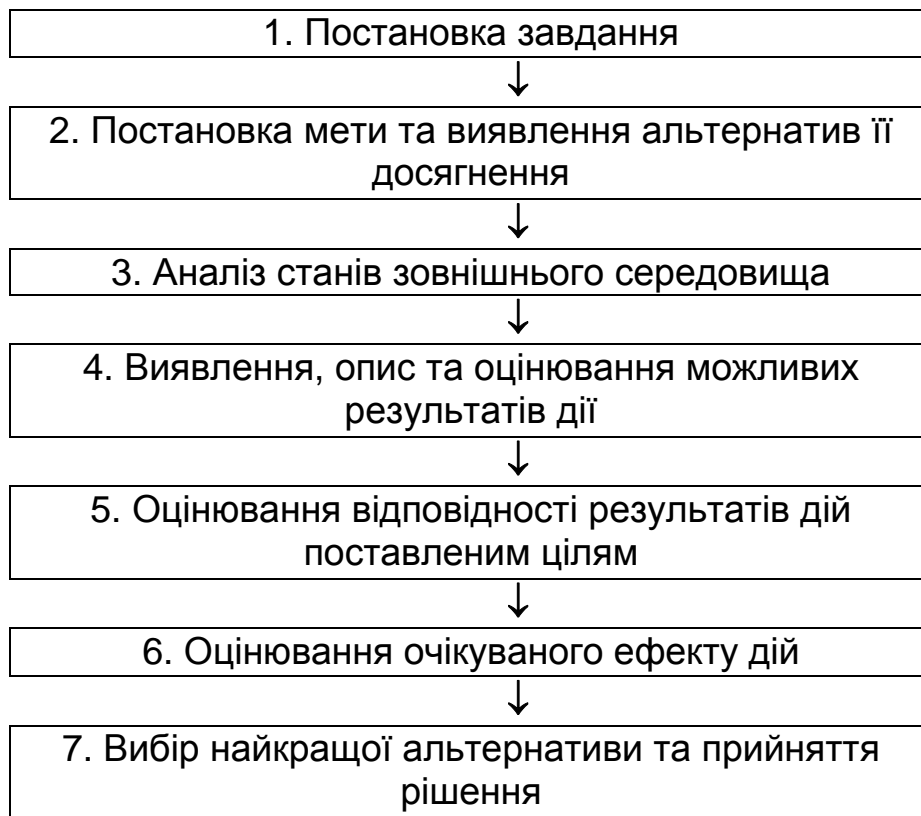 1. Постановка завдання
2. Постановка мети та виявлення альтернатив її
досягнення
3. Аналіз станів зовнішнього середовища
4. Виявлення, опис та оцінювання можливих
результатів дії
5. Оцінювання відповідності результатів дій
поставленим цілям
6. Оцінювання очікуваного ефекту дій
7. Вибір найкращої альтернативи та прийняття
рішення